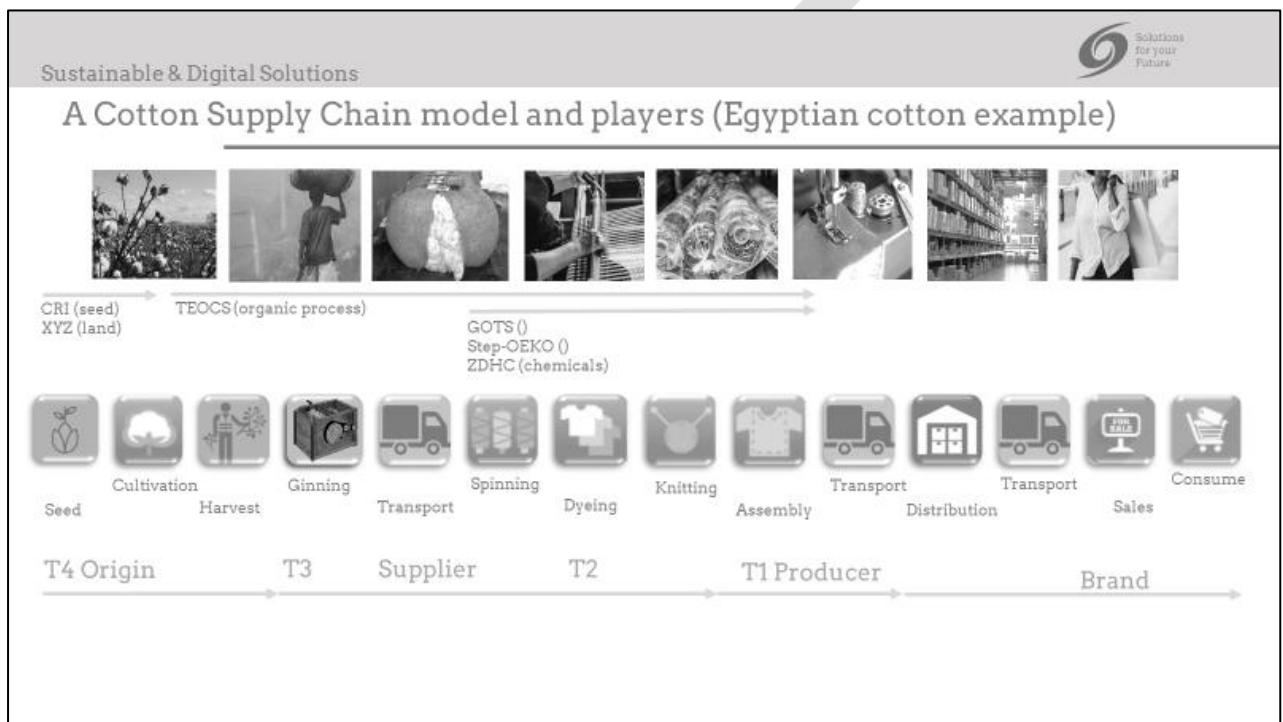 Solutions
for your
Future
Sustainable & Digital Solutions
A Cotton Supply Chain model and players (Egyptian cotton example)
CRI (seed)
XYZ (land)
TEOCS (organic process)
GOTS ()
Step-OEKO ()
ZDHC (chemicals)
FOR
SALE
Seed
Cultivation
Harvest
Ginning
Transport
Spinning
Dyeing
Knitting
Assembly
Transport
Distribution
Transport
Sales
Consume
T4 Origin
T3
Supplier
T2
T1 Producer
Brand